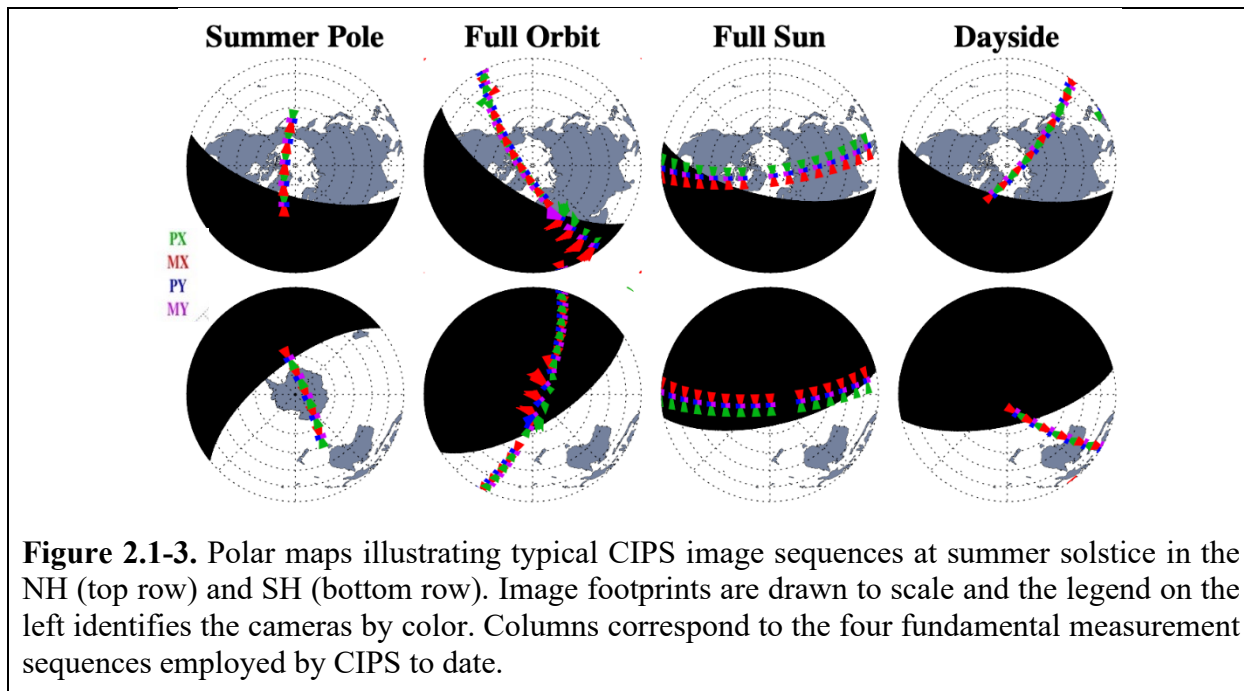 Summer Pole Full Orbit Full Sun Dayside
PX
MX
PY
MY
Figure 2.1-3. Polar maps illustrating typical CIPS image sequences at summer solstice in the
NH (top row) and SH (bottom row). Image footprints are drawn to scale and the legend on the
left identifies the cameras by color. Columns correspond to the four fundamental measurement
sequences employed by CIPS to date.